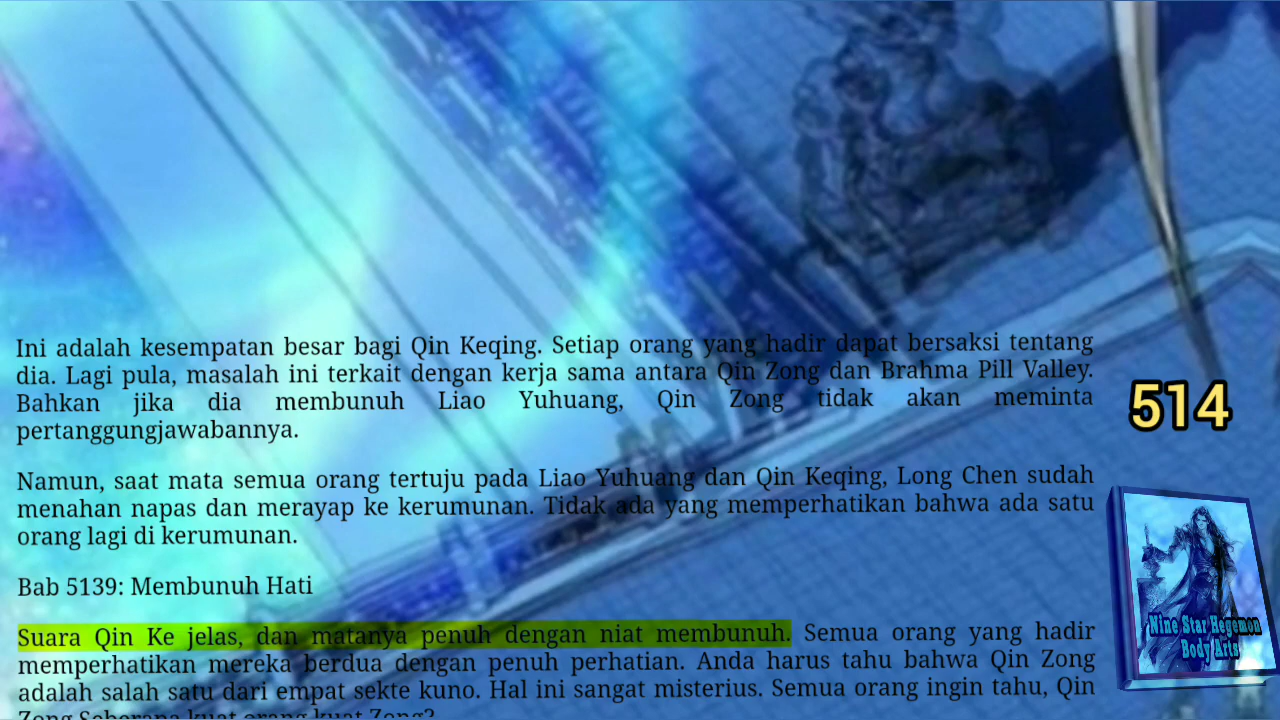 Ini adalah kesempatan besar bagi Qin Keqing. Setiap orang yang hadir dapat bersaksi tentang
dia. Lagi pula, masalah ini terkait dengan kerja sama antara Qin Zong dan Brahma Pill Valley.
Bahkan jika dia membunuh Liao Yuhuang, Qin Zong tidak akan meminta
pertanggungjawabannya.
Namun, saat mata semua orang tertuju pada Liao Yuhuang dan Qin Keqing, Long Chen sudah
menahan napas dan merayap ke kerumunan. Tidak ada yang memperhatikan bahwa ada satu
orang lagi di kerumunan.
Bab 5139: Membunuh Hati
Suara Qin Ke jelas, dan matanya penuh dengan niat membunuh. Semua orang yang hadir
memperhatikan mereka berdua dengan penuh perhatian. Anda harus tahu bahwa Qin Zong
adalah salah satu dari empat sekte kuno. Hal ini sangat misterius. Semua orang ingin tahu, Qin
Zong Seberapa kuat orang kuat Zong?
514
Nine Star Hegemon
Body Arts